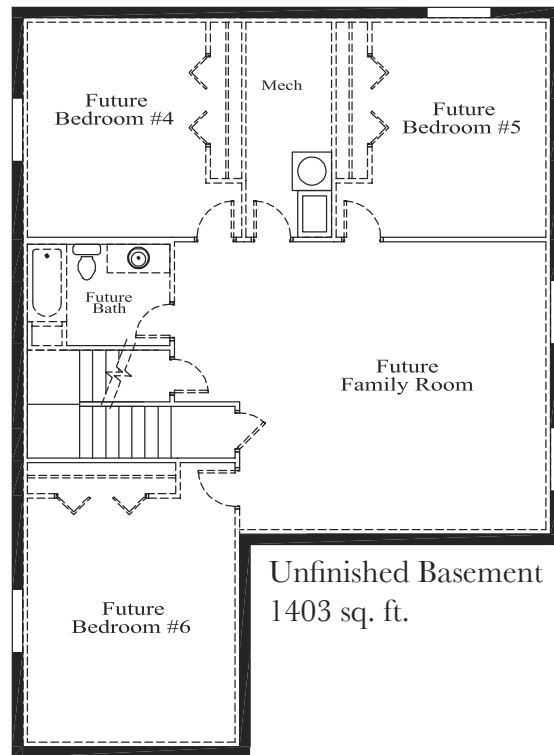 Future
Bedroom #4
Mech
Future
Bedroom #5
Future
Bath
Future
Family Room
Future
Bedroom #6
Unfinished Basement
1403 sq. ft.